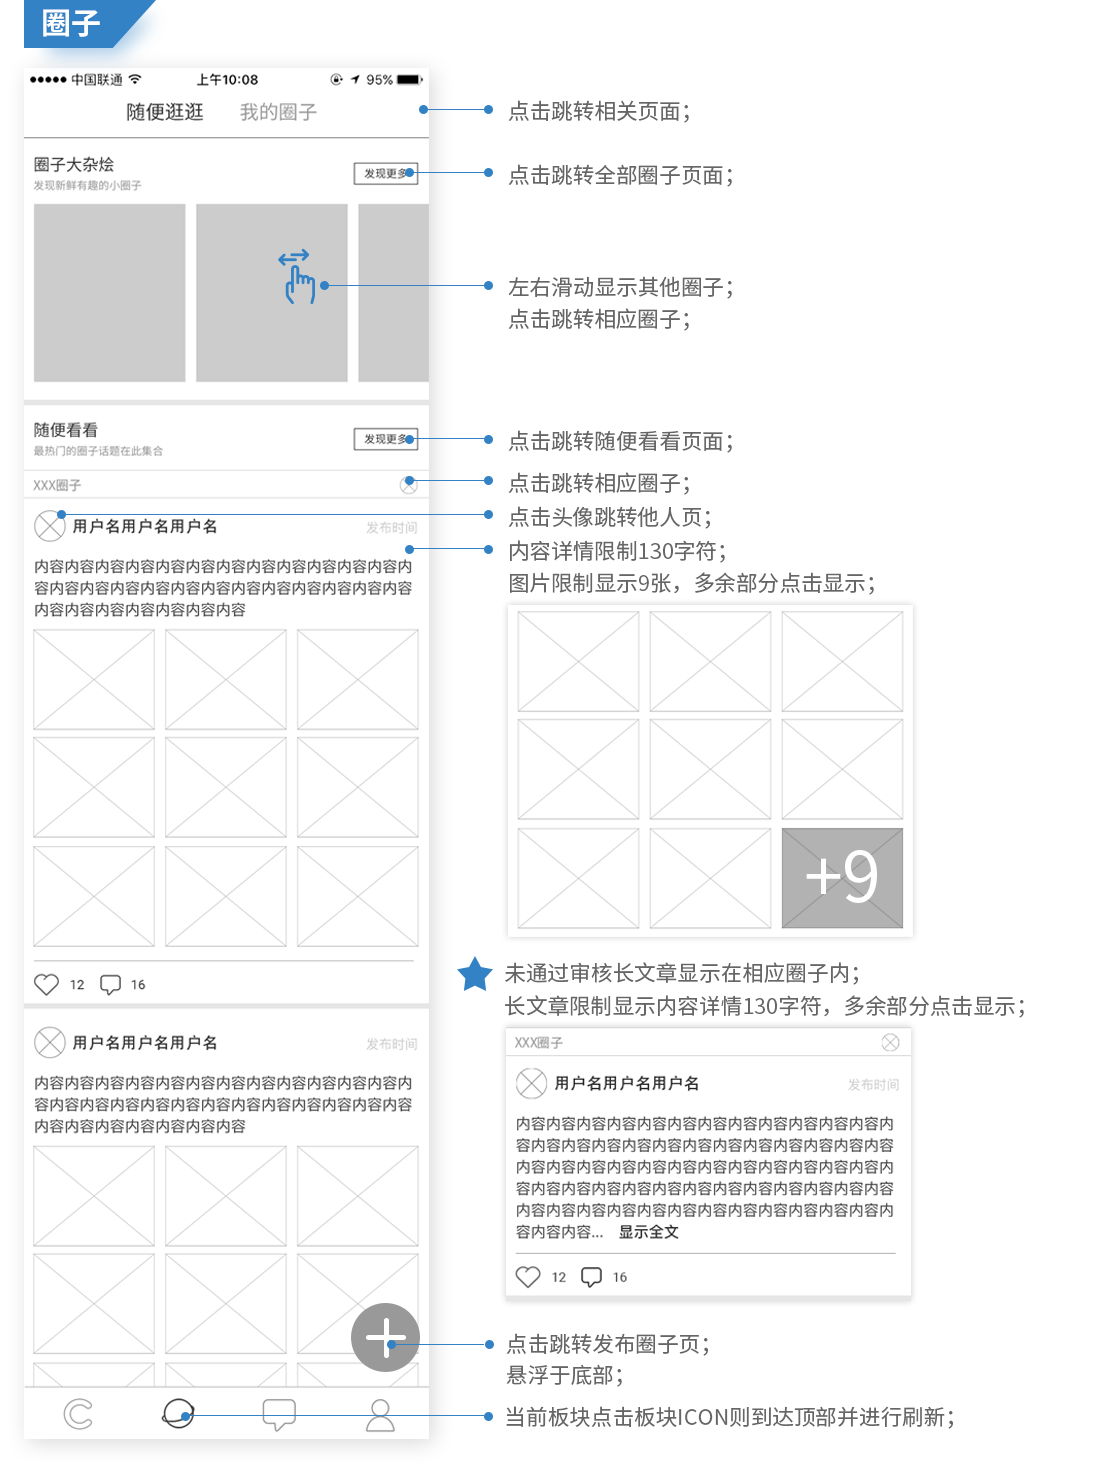 圈子
中国联通 上午10:08 95%
随便逛逛 我的圈子
点击跳转相关页面；
圈子大杂烩
发现新鲜有趣的小圈子
发现更多
点击跳转全部圈子页面；
左右滑动显示其他圈子；
点击跳转相应圈子；
随便看看
最热门的圈子话题在此集合
发现更多
点击跳转随便看看页面；
XXX圈子
点击跳转相应圈子；
用户名用户名用户名
发布时间
点击头像跳转他人页；
内容详情限制130字符；
图片限制显示9张，多余部分点击显示；
内容内容内容内容内容内容内容内容内容内容内容内容内
容内容内容内容内容内容内容内容内容内容内容内容内容
内容内容内容内容内容内容内容
+9
12 16
未通过审核长文章显示在相应圈子内；
长文章限制显示内容详情130字符，多余部分点击显示；
用户名用户名用户名
发布时间
内容内容内容内容内容内容内容内容内容内容内容内容内
容内容内容内容内容内容内容内容内容内容内容内容内容
内容内容内容内容内容内容内容
XXX圈子
用户名用户名用户名
发布时间
内容内容内容内容内容内容内容内容内容内容内容内容内
容内容内容内容内容内容内容内容内容内容内容内容内容
内容内容内容内容内容内容内容内容内容内容内容内容内
容内容内容内容内容内容内容内容内容内容内容内容内容
内容内容内容内容内容内容内容内容内容内容内容内容内
容内容内容... 显示全文
12 16
点击跳转发布圈子页；
悬浮于底部；
当前板块点击板块ICON则到达顶部并进行刷新；